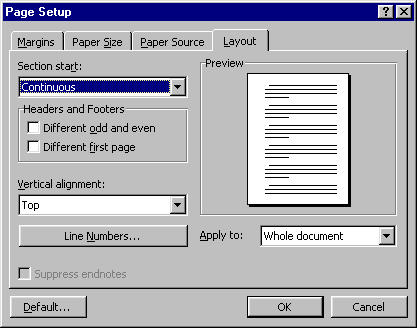 Page Setup
Margins Paper Size Paper Source Layout
Section start:
Continuous
Headers and Footers
Different odd and even
Different first page
Vertical alignment:
Top
Line Numbers...
Suppress endnotes
Preview
Apply to: Whole document
Default... OK Cancel